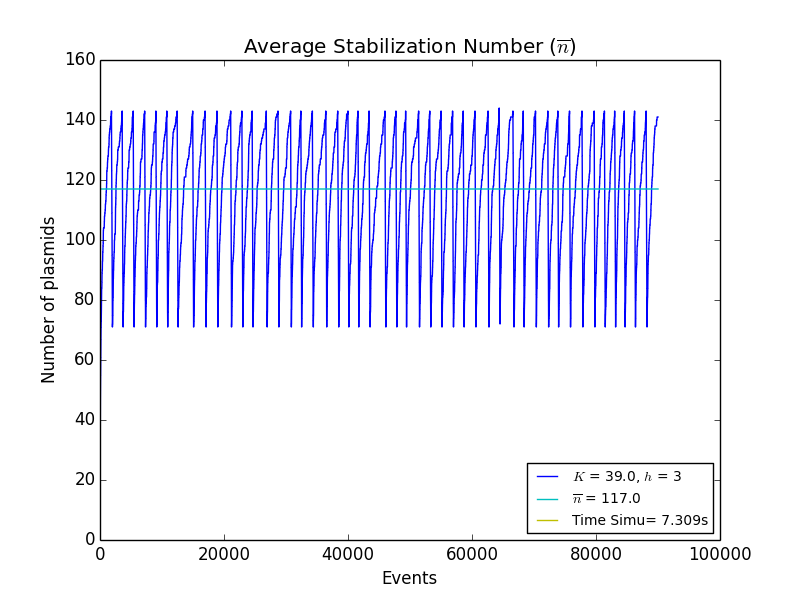 Average Stabilization Number (n̅)
160
140
120
100
80
60
40
20
0
Number of plasmids
K = 39.0, h = 3
n̅ = 117.0
Time Simu= 7.309s
0 20000 40000 60000 80000 100000
Events